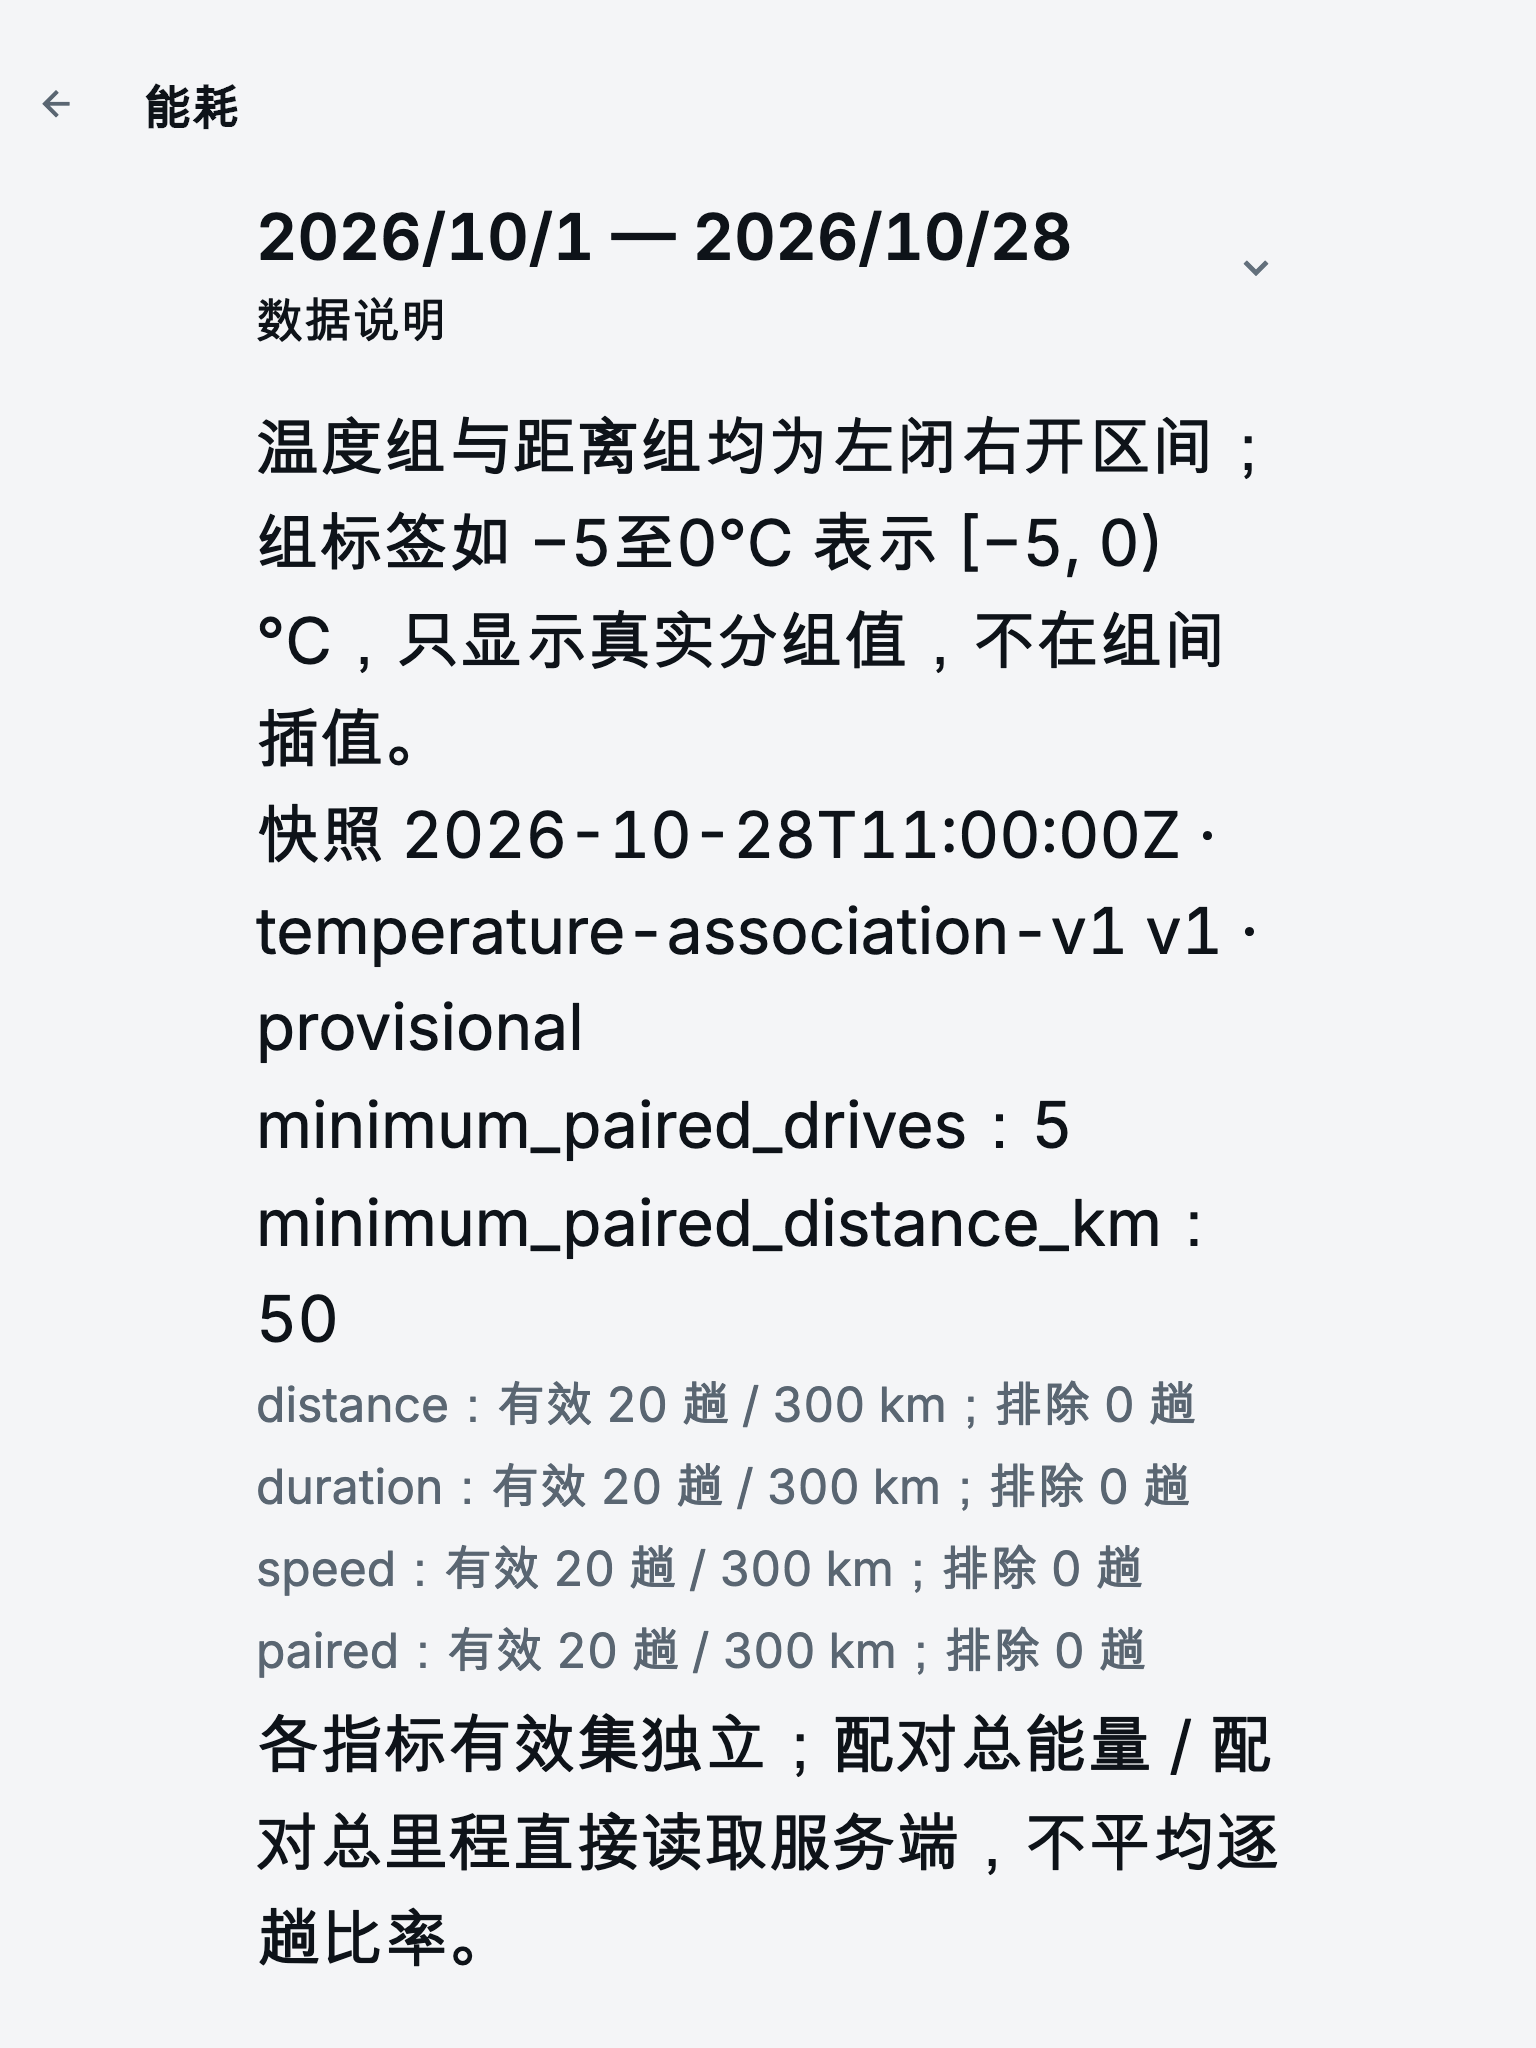 能耗
2026/10/1 — 2026/10/28
数据说明
温度组与距离组均为左闭右开区间；
组标签如 −5至0°C 表示 [−5, 0)
°C，只显示真实分组值，不在组间
插值。
快照 2026-10-28T11:00:00Z ·
temperature-association-v1 v1 ·
provisional
minimum_paired_drives：5
minimum_paired_distance_km：
50
distance：有效 20 趟 / 300 km；排除 0 趟
duration：有效 20 趟 / 300 km；排除 0 趟
speed：有效 20 趟 / 300 km；排除 0 趟
paired：有效 20 趟 / 300 km；排除 0 趟
各指标有效集独立；配对总能量 / 配
对总里程直接读取服务端，不平均逐
趟比率。